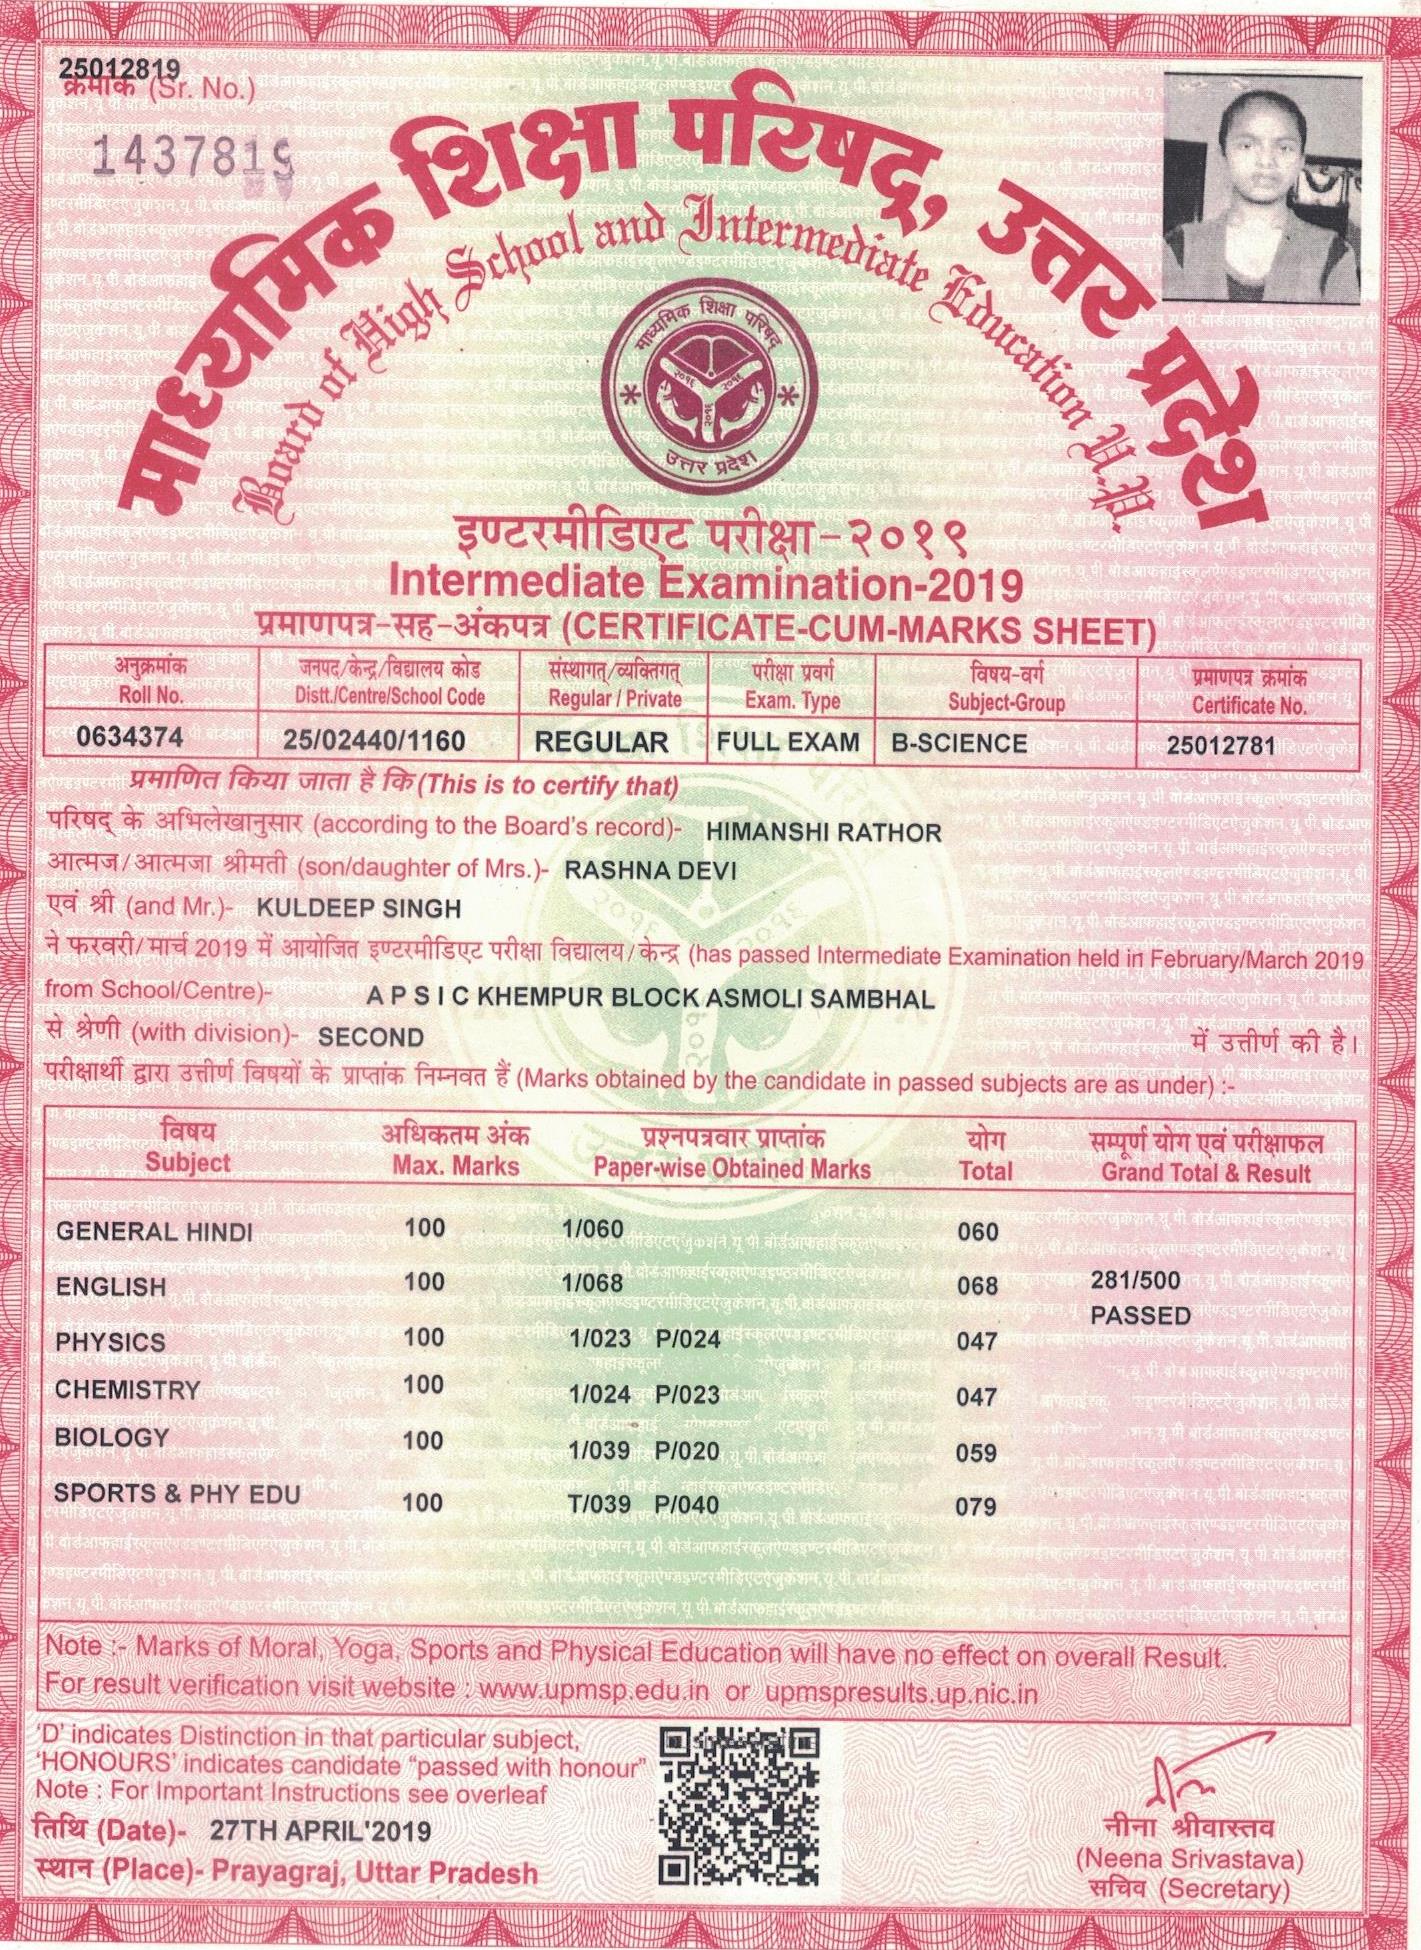 25012819
क्रमांक (Sr. No.)
1437819
माध्यमिक शिक्षा परिषद्, उत्तर प्रदेश
Board of High School and Intermediate Education U.P.
माध्यमिक शिक्षा परिषद्
२०१६ २०१६
२०१६
उत्तर प्रदेश
इण्टरमीडिएट परीक्षा-२०१९
Intermediate Examination-2019
प्रमाणपत्र-सह-अंकपत्र (CERTIFICATE-CUM-MARKS SHEET)
अनुक्रमांक जनपद/केन्द्र/विद्यालय कोड संस्थागत्/व्यक्तिगत् परीक्षा प्रवर्ग विषय-वर्ग प्रमाणपत्र क्रमांक
Roll No. Distt./Centre/School Code Regular / Private Exam. Type Subject-Group Certificate No.
0634374 25/02440/1160 REGULAR FULL EXAM B-SCIENCE 25012781
प्रमाणित किया जाता है कि (This is to certify that)
परिषद् के अभिलेखानुसार (according to the Board's record)- HIMANSHI RATHOR
आत्मज/आत्मजा श्रीमती (son/daughter of Mrs.)- RASHNA DEVI
एवं श्री (and Mr.)- KULDEEP SINGH
ने फरवरी/मार्च 2019 में आयोजित इण्टरमीडिएट परीक्षा विद्यालय/केन्द्र (has passed Intermediate Examination held in February/March 2019
from School/Centre)- A P S I C KHEMPUR BLOCK ASMOLI SAMBHAL
से श्रेणी (with division)- SECOND में उत्तीर्ण की है।
परीक्षार्थी द्वारा उत्तीर्ण विषयों के प्राप्तांक निम्नवत हैं (Marks obtained by the candidate in passed subjects are as under) :-
विषय अधिकतम अंक प्रश्नपत्रवार प्राप्तांक योग सम्पूर्ण योग एवं परीक्षाफल
Subject Max. Marks Paper-wise Obtained Marks Total Grand Total & Result
GENERAL HINDI 100 1/060 060
ENGLISH 100 1/068 068 281/500
PASSED
PHYSICS 100 1/023 P/024 047
CHEMISTRY 100 1/024 P/023 047
BIOLOGY 100 1/039 P/020 059
SPORTS & PHY EDU 100 T/039 P/040 079
Note :- Marks of Moral, Yoga, Sports and Physical Education will have no effect on overall Result.
For result verification visit website : www.upmsp.edu.in or upmspresults.up.nic.in
'D' indicates Distinction in that particular subject,
'HONOURS' indicates candidate "passed with honour"
Note : For Important Instructions see overleaf
तिथि (Date)- 27TH APRIL'2019
स्थान (Place)- Prayagraj, Uttar Pradesh
नीना श्रीवास्तव
(Neena Srivastava)
सचिव (Secretary)